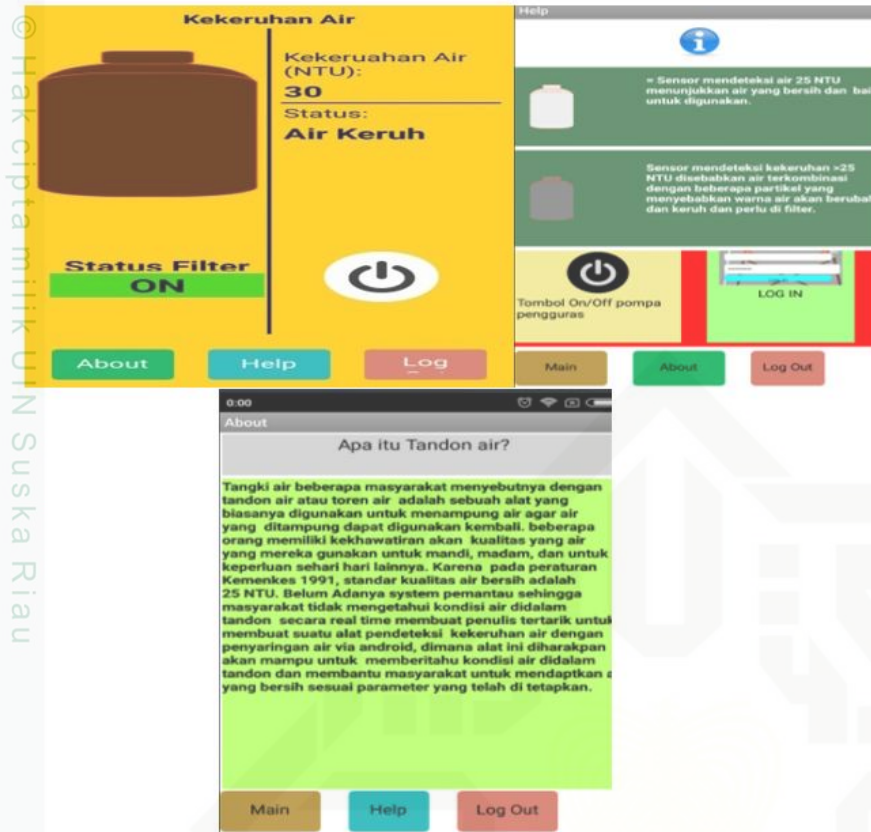 © Hak cipta milik UIN Suska Riau
Kekeruhan Air
Kekeruahan Air
(NTU):
30
Status:
Air Keruh
Status Filter
ON
About
Help
Log
Help
= Sensor mendeteksi air 25 NTU
menunjukkan air yang bersih dan bai
untuk digunakan.
Sensor mendeteksi kekeruhan >25
NTU disebabkan air terkombinasi
dengan beberapa partikel yang
menyebabkan warna air akan berubah
dan keruh dan perlu di filter.
Tombol On/Off pompa
pengguras
LOG IN
Main
About
Log Out
0:00
About
Apa itu Tandon air?
Tangki air beberapa masyarakat menyebutnya dengan
tandon air atau toren air adalah sebuah alat yang
biasanya digunakan untuk menampung air agar air
yang ditampung dapat digunakan kembali. beberapa
orang memiliki kekhawatiran akan kualitas yang air
yang mereka gunakan untuk mandi, madam, dan untuk
keperluan sehari hari lainnya. Karena pada peraturan
Kemenkes 1991, standar kualitas air bersih adalah
25 NTU. Belum Adanya system pemantau sehingga
masyarakat tidak mengetahui kondisi air didalam
tandon secara real time membuat penulis tertarik untuk
membuat suatu alat pendeteksi kekeruhan air dengan
penyaringan air via android, dimana alat ini diharakpan
akan mampu untuk memberitahu kondisi air didalam
tandon dan membantu masyarakat untuk mendaptkan a
yang bersih sesuai parameter yang telah di tetapkan.
Main
Help
Log Out